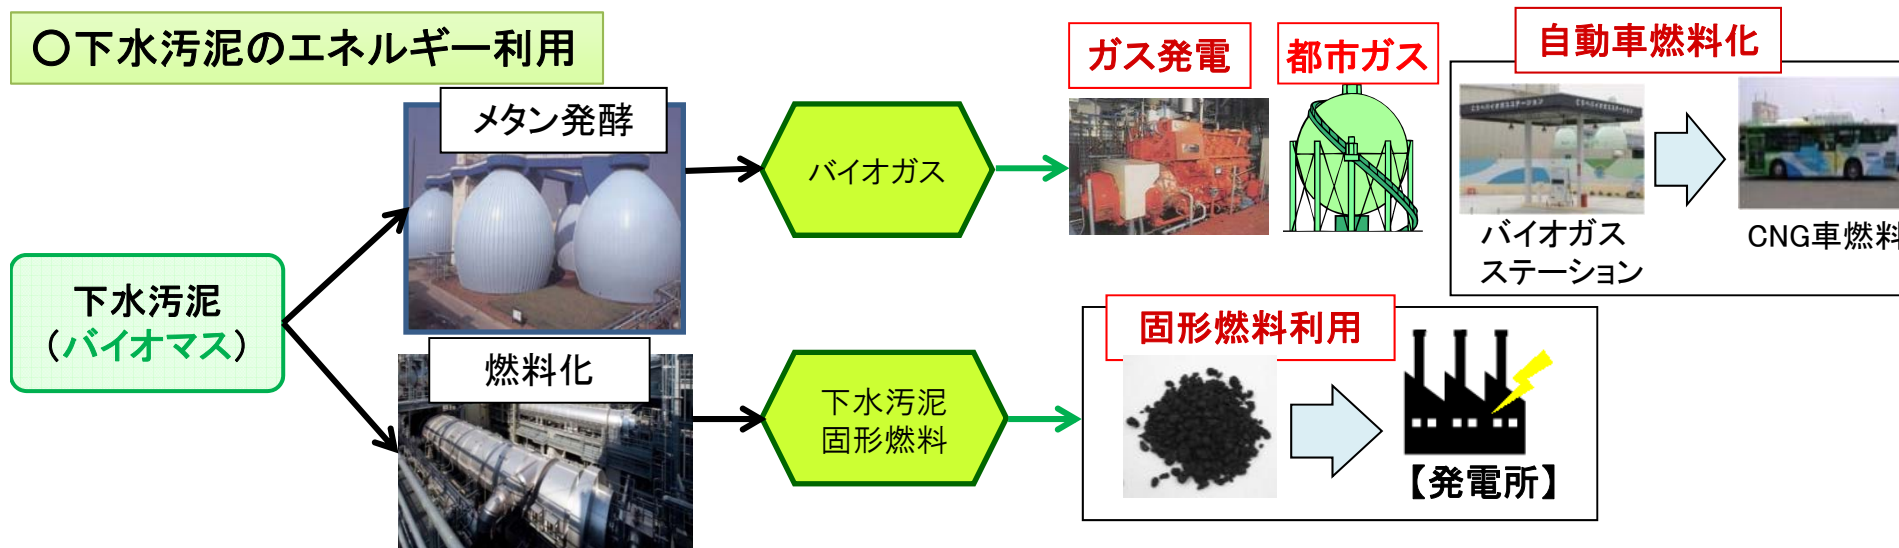 〇下水汚泥のエネルギー利用
メタン発酵
バイオガス
ガス発電
都市ガス
自動車燃料化
バイオガス
ステーション
CNG車燃料
下水汚泥
（バイオマス）
燃料化
下水汚泥
固形燃料
固形燃料利用
【発電所】